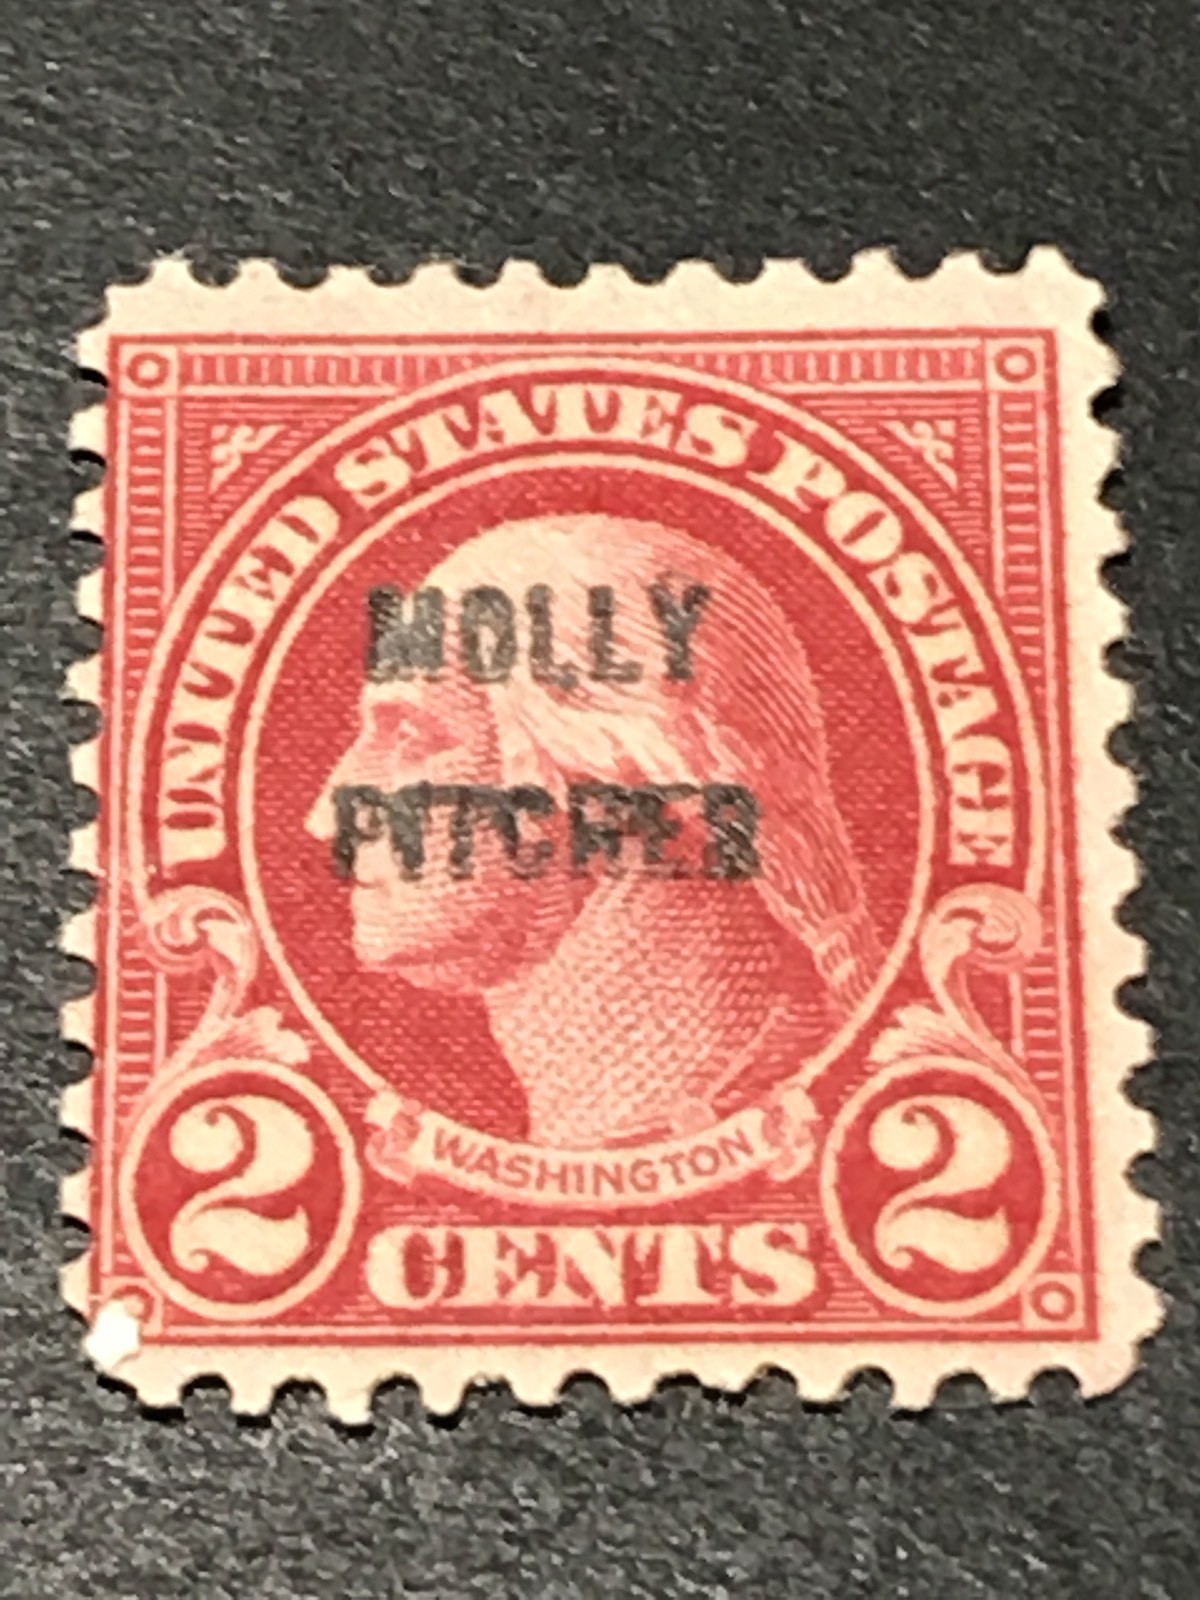 UNITED STATES POSTAGE
MOLLY
PITCHER
WASHINGTON
2 CENTS 2